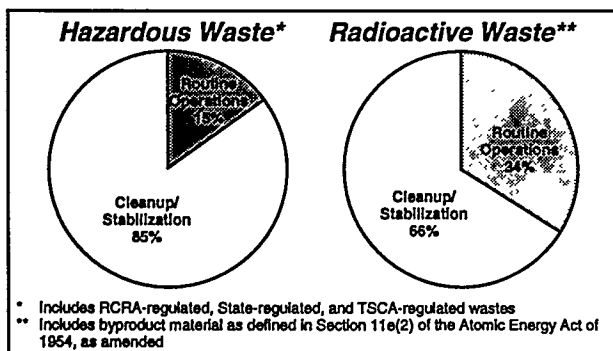 Hazardous Waste*
Radioactive Waste**
Routine
Operations
15%
Cleanup/
Stabilization
85%
Routine
Operations
34%
Cleanup/
Stabilization
66%
* Includes RCRA-regulated, State-regulated, and TSCA-regulated wastes
** Includes byproduct material as defined in Section 11e(2) of the Atomic Energy Act of
1954, as amended